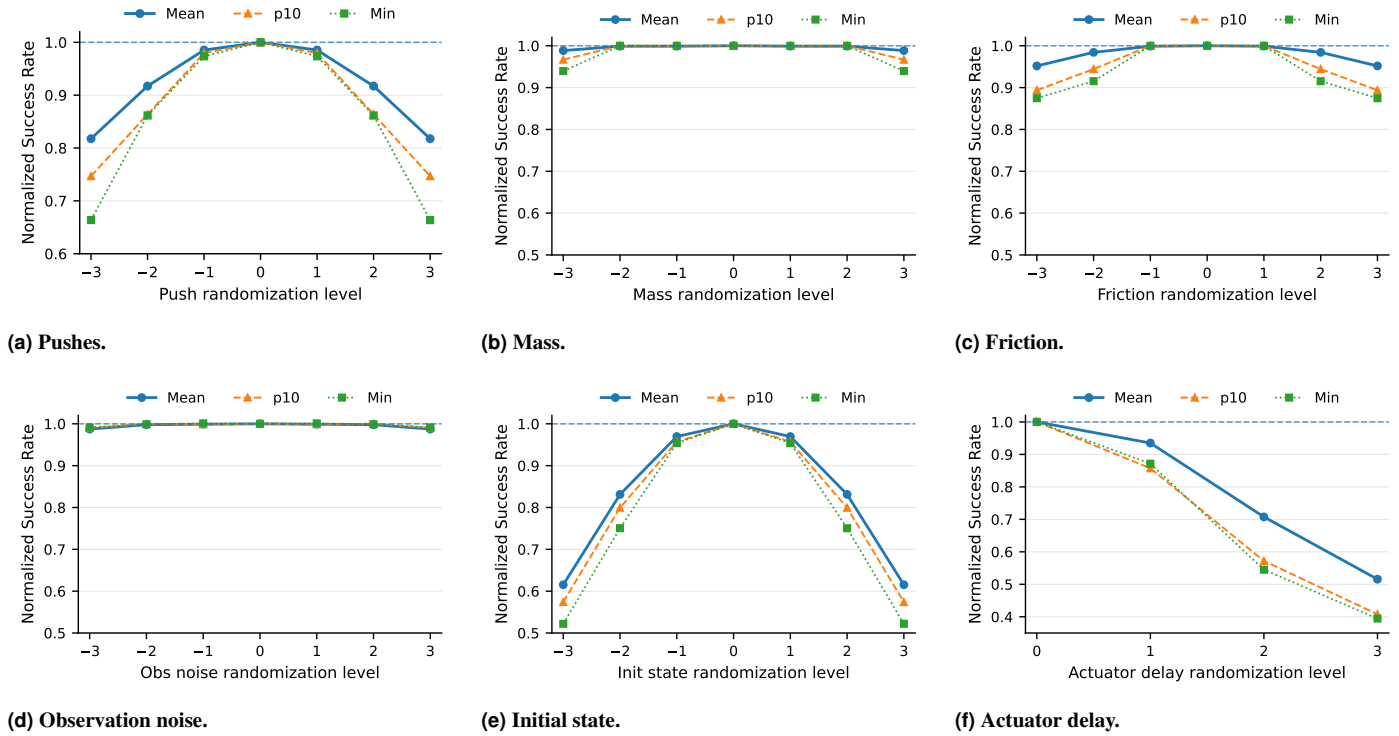 Mean p10 Min
1.0
0.9
0.8
0.7
0.6
Normalized Success Rate
−3 −2 −1 0 1 2 3
Push randomization level
(a) Pushes.
Mean p10 Min
1.0
0.9
0.8
0.7
0.6
0.5
Normalized Success Rate
−3 −2 −1 0 1 2 3
Mass randomization level
(b) Mass.
Mean p10 Min
1.0
0.9
0.8
0.7
0.6
0.5
Normalized Success Rate
−3 −2 −1 0 1 2 3
Friction randomization level
(c) Friction.
Mean p10 Min
1.0
0.9
0.8
0.7
0.6
0.5
Normalized Success Rate
−3 −2 −1 0 1 2 3
Obs noise randomization level
(d) Observation noise.
Mean p10 Min
1.0
0.9
0.8
0.7
0.6
0.5
Normalized Success Rate
−3 −2 −1 0 1 2 3
Init state randomization level
(e) Initial state.
Mean p10 Min
1.0
0.9
0.8
0.7
0.6
0.5
0.4
Normalized Success Rate
0 1 2 3
Actuator delay randomization level
(f) Actuator delay.